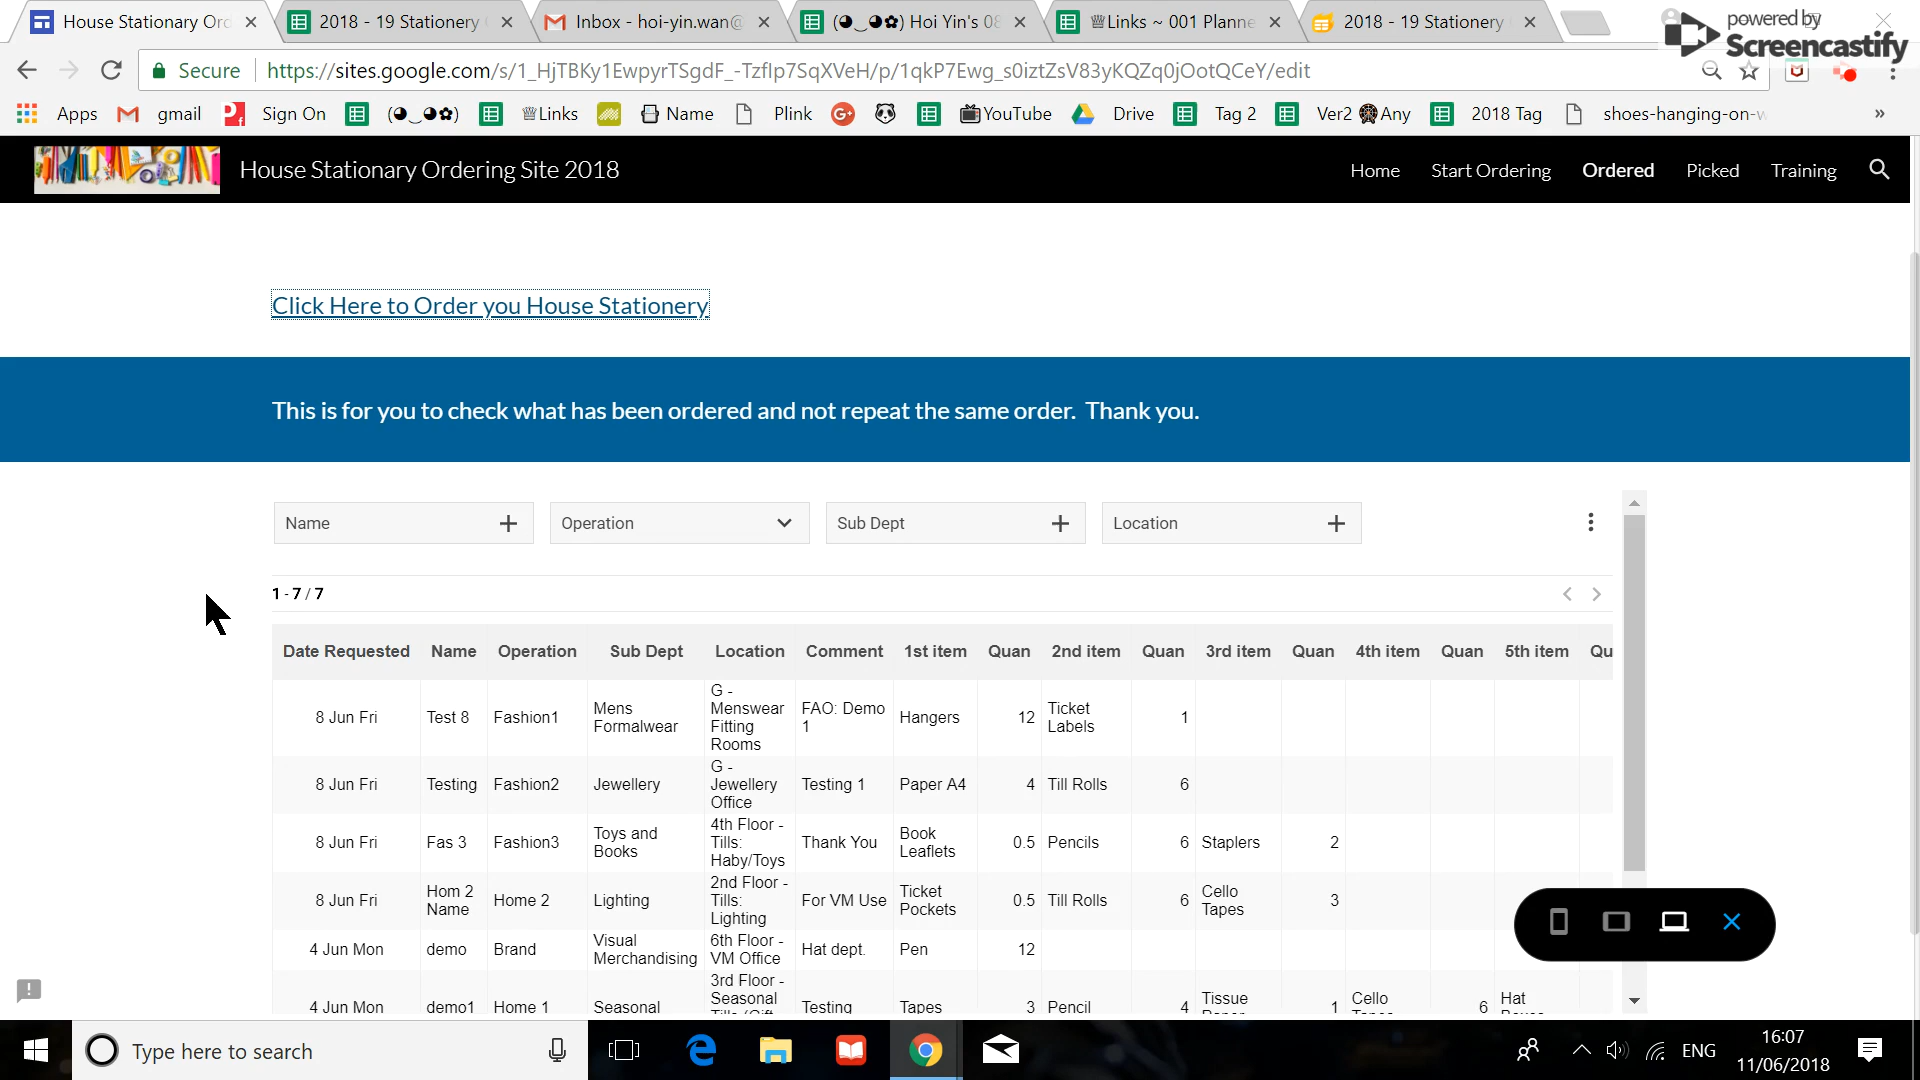 House Stationary Ord
2018 - 19 Stationery
Inbox - hoi-yin.wan@
(◕‿◕✿) Hoi Yin's 08
♕Links ~ 001 Planne
2018 - 19 Stationery
powered by
Screencastify
Secure
https://sites.google.com/s/1_HjTBKy1EwpyrTSgdF_-TzfIp7SqXVeH/p/1qkP7Ewg_s0iztZsV83yKQZq0jOotQCeY/edit
Apps
gmail
Sign On
(◕‿◕✿)
♕Links
Name
Plink
YouTube
Drive
Tag 2
Ver2 Any
2018 Tag
shoes-hanging-on-w
»
House Stationary Ordering Site 2018
Home
Start Ordering
Ordered
Picked
Training
Click Here to Order you House Stationery
This is for you to check what has been ordered and not repeat the same order.  Thank you.
Name
Operation
Sub Dept
Location
1 - 7 / 7
Date Requested Name Operation Sub Dept Location Comment 1st item Quan 2nd item Quan 3rd item Quan 4th item Quan 5th item Qu
8 Jun Fri
Test 8
Fashion1
Mens
Formalwear
G -
Menswear
Fitting
Rooms
FAO: Demo
1
Hangers
12
Ticket
Labels
1
8 Jun Fri
Testing
Fashion2
Jewellery
G -
Jewellery
Office
Testing 1
Paper A4
4
Till Rolls
6
8 Jun Fri
Fas 3
Fashion3
Toys and
Books
4th Floor -
Tills:
Haby/Toys
Thank You
Book
Leaflets
0.5
Pencils
6
Staplers
2
8 Jun Fri
Hom 2
Name
Home 2
Lighting
2nd Floor -
Tills:
Lighting
For VM Use
Ticket
Pockets
0.5
Till Rolls
6
Cello
Tapes
3
4 Jun Mon
demo
Brand
Visual
Merchandising
6th Floor -
VM Office
Hat dept.
Pen
12
4 Jun Mon
demo1
Home 1
Seasonal
3rd Floor -
Seasonal
Testing
Tapes
3
Pencil
4
Tissue
1
Cello
6
Hat
Type here to search
ENG
16:07
11/06/2018